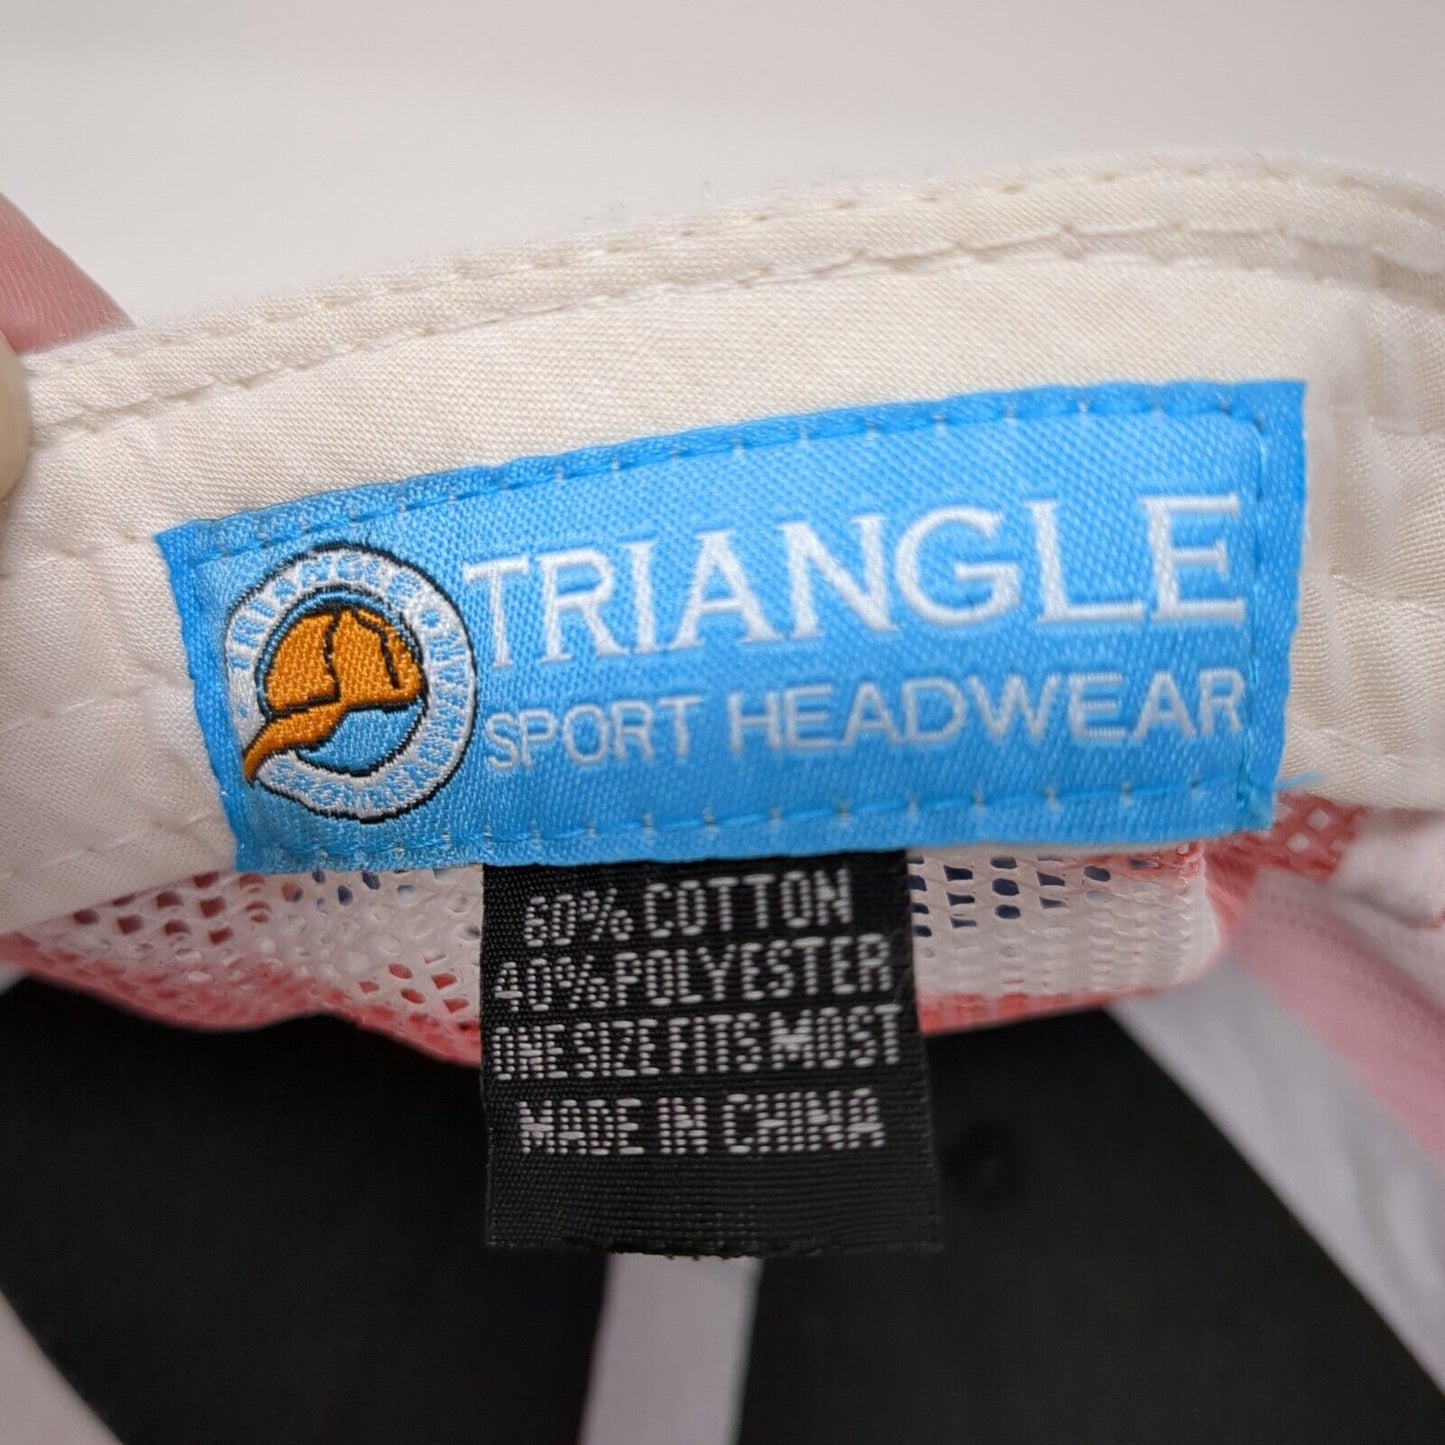 TRIANGLE
SPORT HEADWEAR
60% COTTON
40% POLYESTER
ONE SIZE FITS MOST
MADE IN CHINA